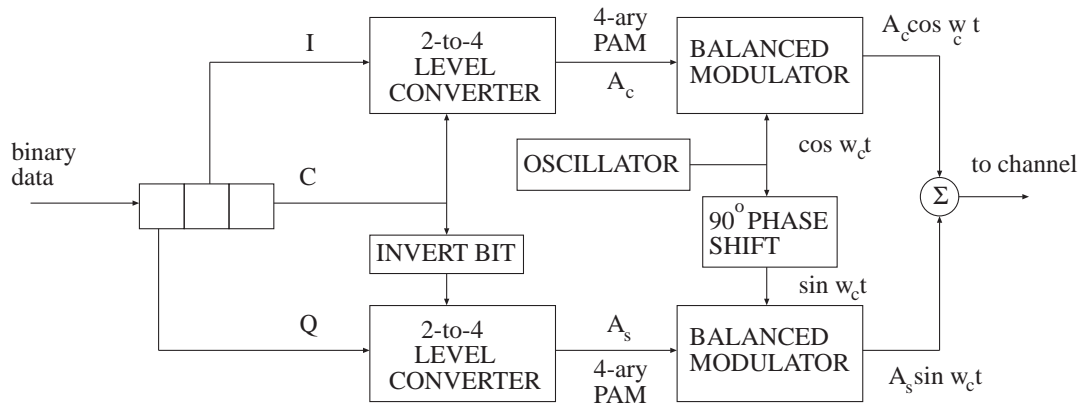 I
2-to-4
LEVEL
CONVERTER
4-ary
PAM
A_c
BALANCED
MODULATOR
A_c cos w_c t
binary
data
C
OSCILLATOR
cos w_c t
Σ
to channel
90° PHASE
SHIFT
INVERT BIT
sin w_c t
Q
2-to-4
LEVEL
CONVERTER
A_s
4-ary
PAM
BALANCED
MODULATOR
A_s sin w_c t